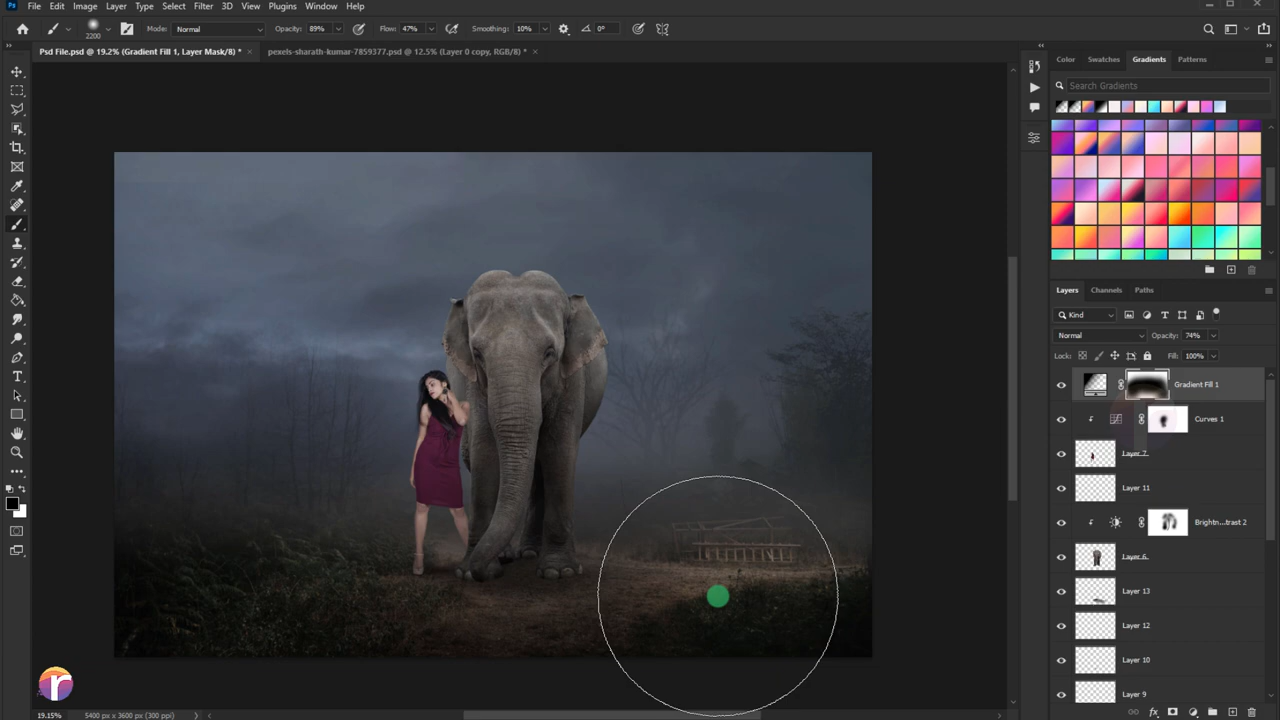 Ps File Edit Image Layer Type Select Filter 3D View Plugins Window Help
2200 Mode: Normal Opacity: 89% Flow: 47% Smoothing: 10% 0°
Psd File.psd @ 19.2% (Gradient Fill 1, Layer Mask/8) * × pexels-sharath-kumar-7859377.psd @ 12.5% (Layer 0 copy, RGB/8) * ×
Color Swatches Gradients Patterns
Search Gradients
Layers Channels Paths
Kind
Normal Opacity: 74%
Lock: Fill: 100%
Gradient Fill 1
Curves 1
Layer 7
Layer 11
Brightn...trast 2
Layer 6
Layer 13
Layer 12
Layer 10
Layer 9
r
19.15% 5400 px x 3600 px (300 ppi)
fx